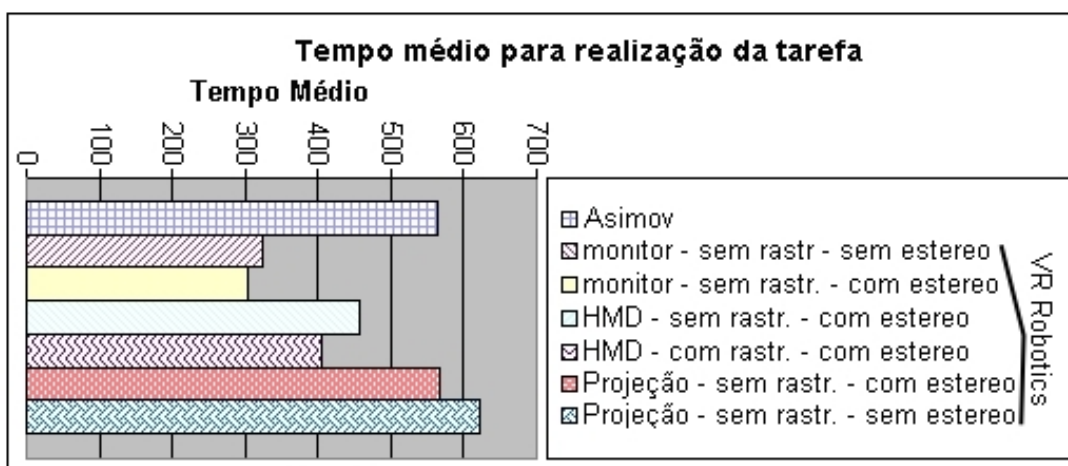 Tempo médio para realização da tarefa
Tempo Médio
0 100 200 300 400 500 600 700
Asimov
monitor - sem rastr - sem estereo
monitor - sem rastr. - com estereo
HMD - sem rastr. - com estereo
HMD - com rastr. - com estereo
Projeção - sem rastr. - com estereo
Projeção - sem rastr. - sem estereo
VR Robotics